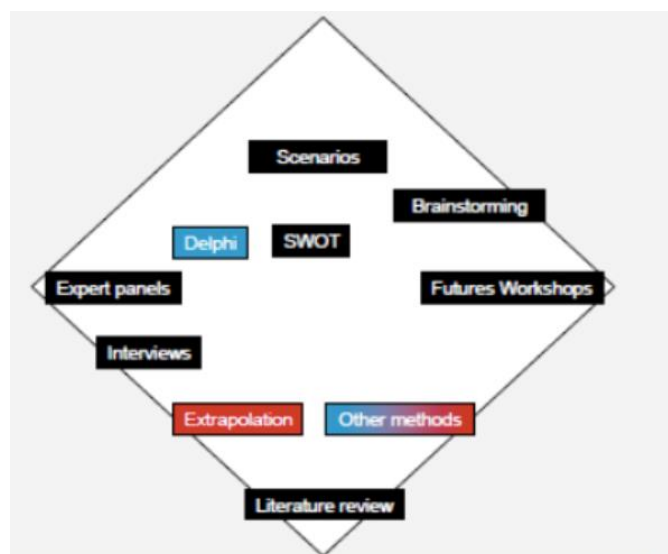 Scenarios
Brainstorming
Delphi
SWOT
Expert panels
Futures Workshops
Interviews
Extrapolation
Other methods
Literature review